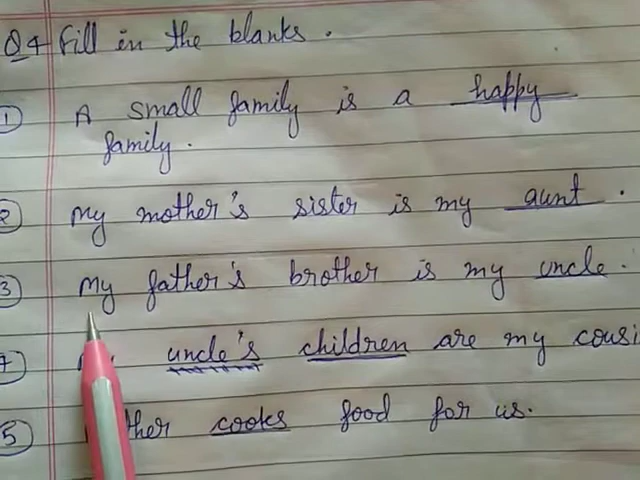 Q4 Fill in the blanks.
1 A small family is a happy
family.
2 My mother's sister is my aunt.
3 My father's brother is my uncle.
4 uncle's children are my
5 cooks food for us.